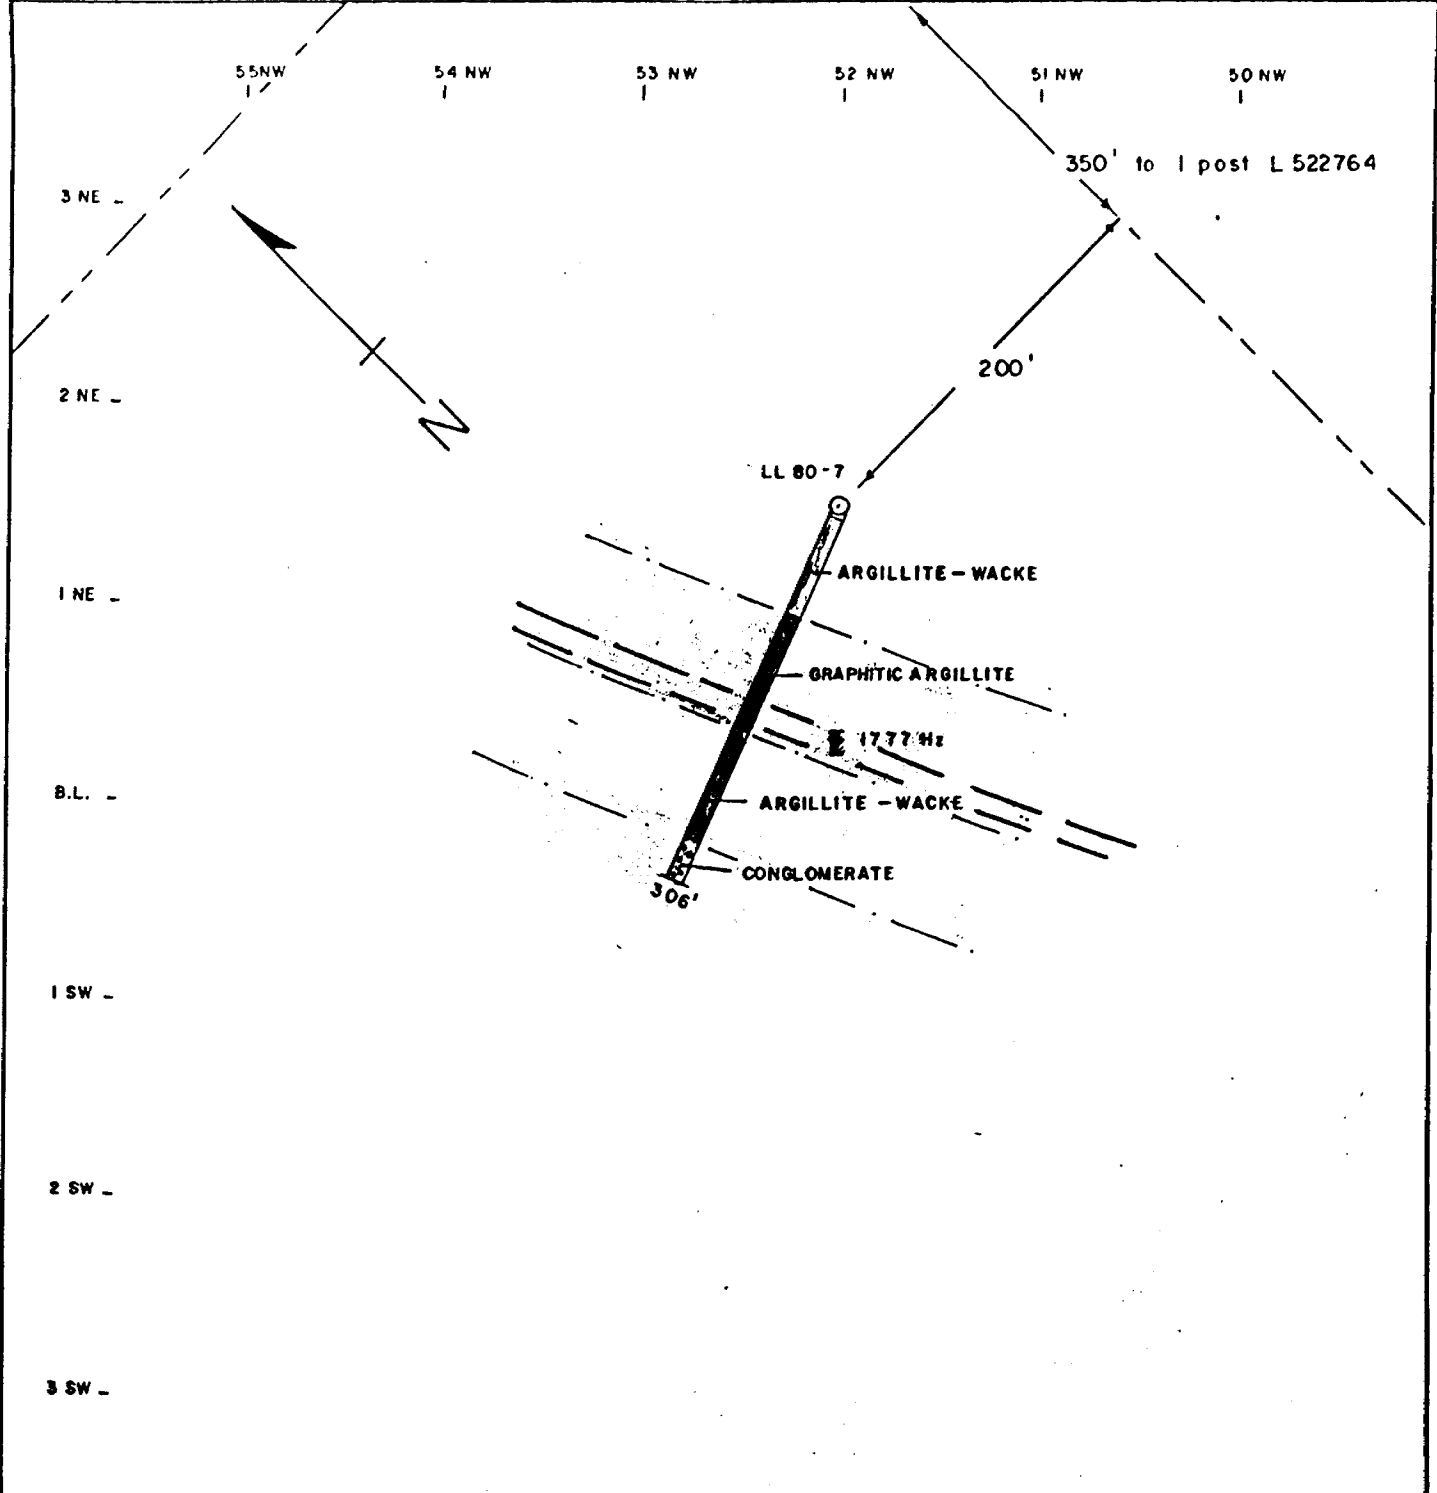 55NW 54 NW 53 NW 52 NW 51 NW 50 NW
350' to 1 post L 522764
3 NE
200'
2 NE
N
LL 80-7
ARGILLITE-WACKE
1 NE
GRAPHITIC ARGILLITE
1777 Hz
B.L.
ARGILLITE-WACKE
CONGLOMERATE
306'
1 SW
2 SW
3 SW